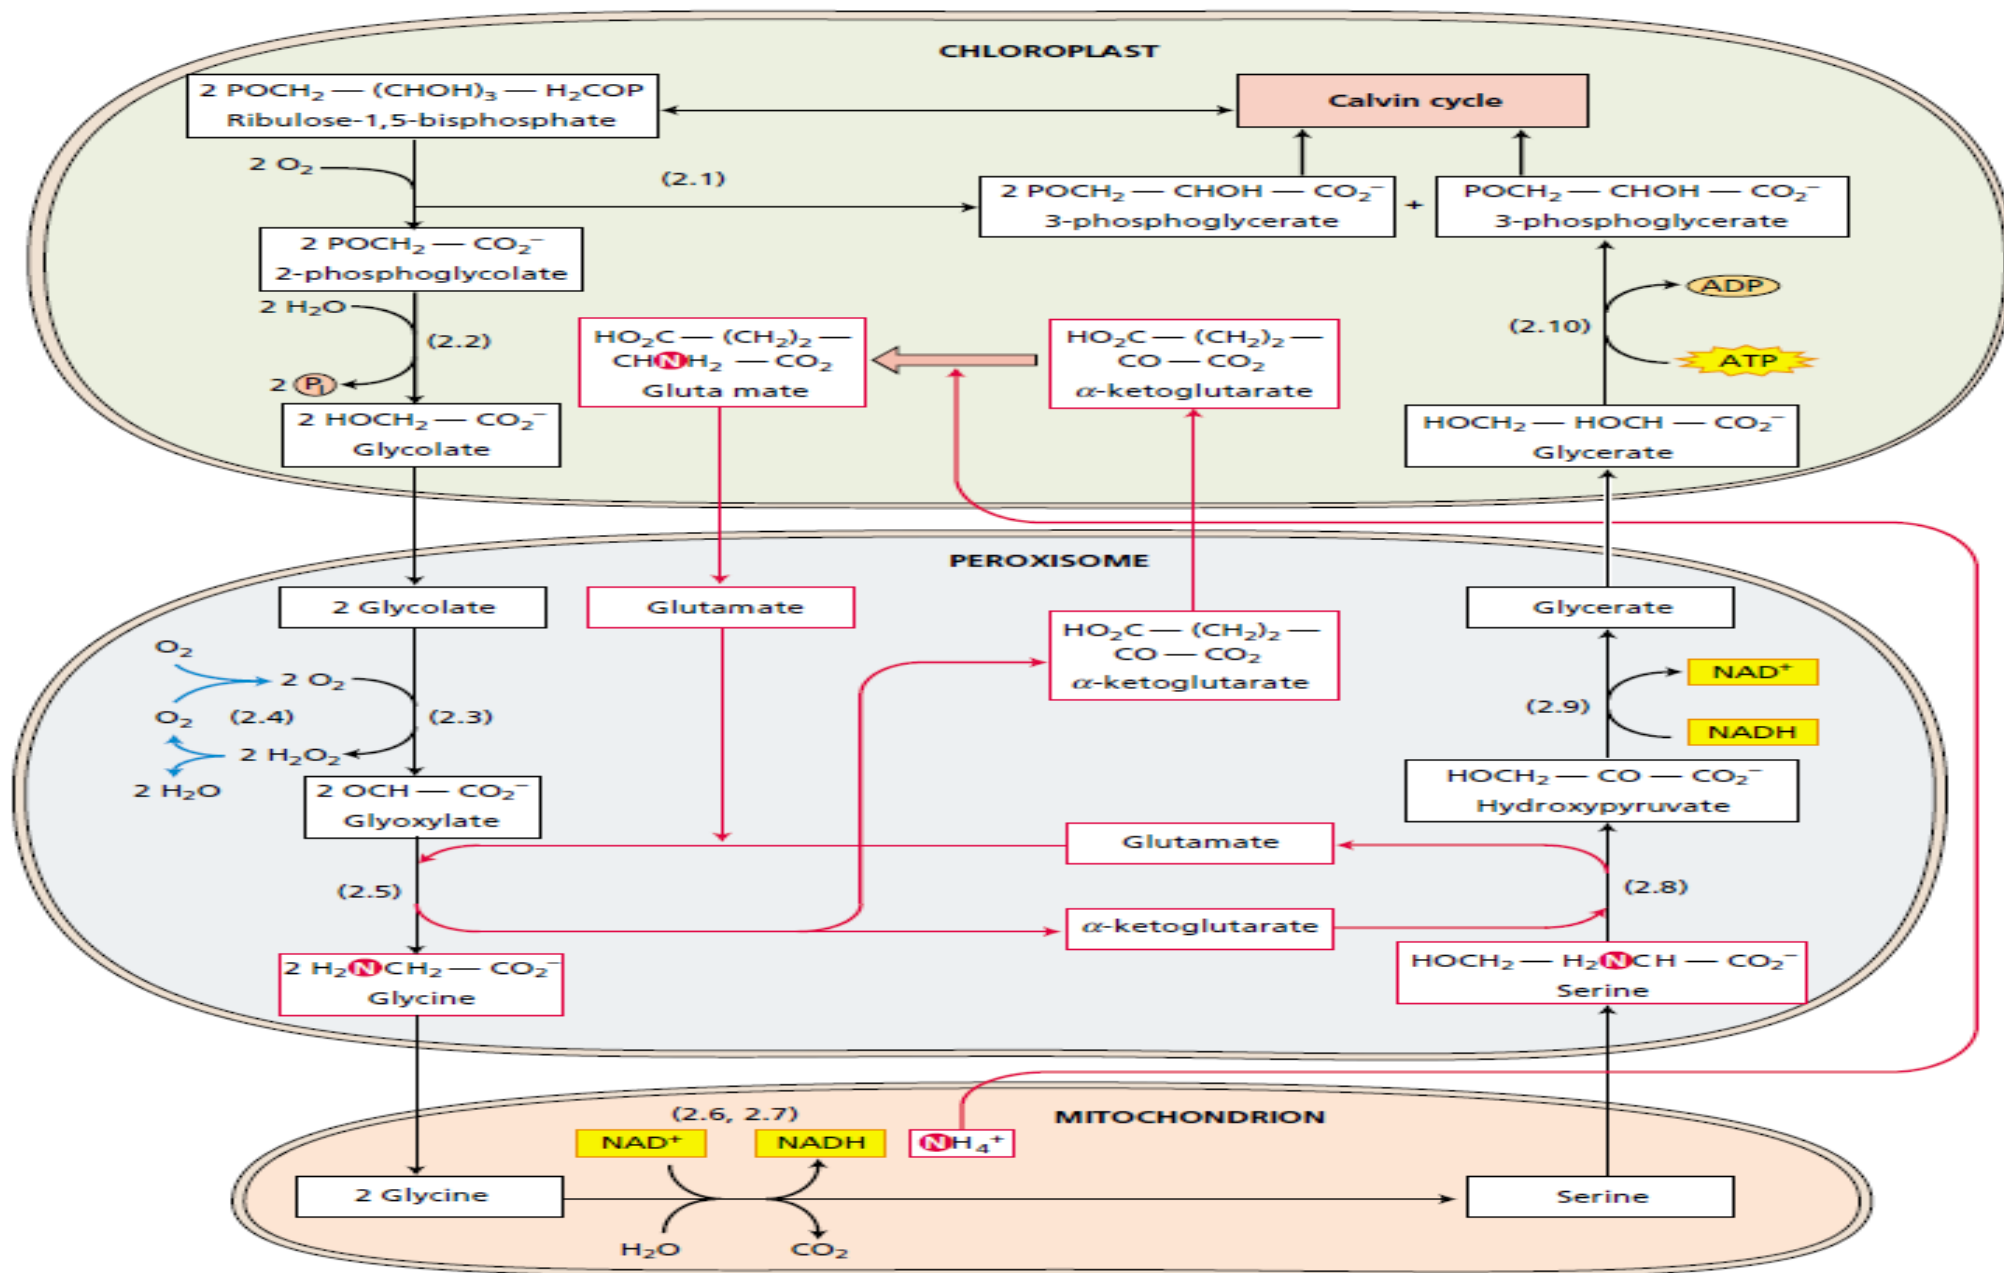 CHLOROPLAST
2 POCH₂ — (CHOH)₃ — H₂COP
Ribulose-1,5-bisphosphate
Calvin cycle
2 O₂
(2.1)
2 POCH₂ — CHOH — CO₂⁻
3-phosphoglycerate
+
POCH₂ — CHOH — CO₂⁻
3-phosphoglycerate
2 POCH₂ — CO₂⁻
2-phosphoglycolate
2 H₂O
(2.2)
2 Pi
2 HOCH₂ — CO₂⁻
Glycolate
HO₂C — (CH₂)₂ —
CHNH₂ — CO₂
Gluta mate
HO₂C — (CH₂)₂ —
CO — CO₂
α-ketoglutarate
ADP
(2.10)
ATP
HOCH₂ — HOCH — CO₂⁻
Glycerate
PEROXISOME
2 Glycolate
Glutamate
HO₂C — (CH₂)₂ —
CO — CO₂
α-ketoglutarate
Glycerate
O₂
2 O₂
O₂
(2.4)
(2.3)
2 H₂O₂
2 H₂O
2 OCH — CO₂⁻
Glyoxylate
NAD⁺
(2.9)
NADH
HOCH₂ — CO — CO₂⁻
Hydroxypyruvate
Glutamate
(2.5)
(2.8)
α-ketoglutarate
2 H₂NCH₂ — CO₂⁻
Glycine
HOCH₂ — H₂NCH — CO₂⁻
Serine
MITOCHONDRION
(2.6, 2.7)
NAD⁺
NADH
NH₄⁺
2 Glycine
Serine
H₂O
CO₂